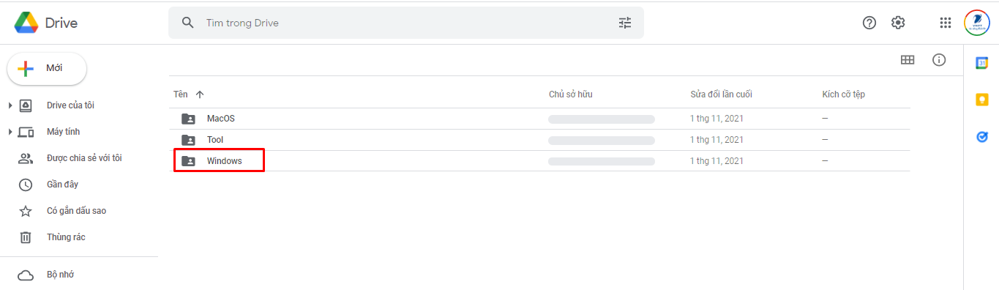 Drive
Tìm trong Drive
Mới
Drive của tôi
Máy tính
Được chia sẻ với tôi
Gần đây
Có gắn dấu sao
Thùng rác
Bộ nhớ
Tên Chủ sở hữu Sửa đổi lần cuối Kích cỡ tệp
MacOS 1 thg 11, 2021 —
Tool 1 thg 11, 2021 —
Windows 1 thg 11, 2021 —
31
VNPT